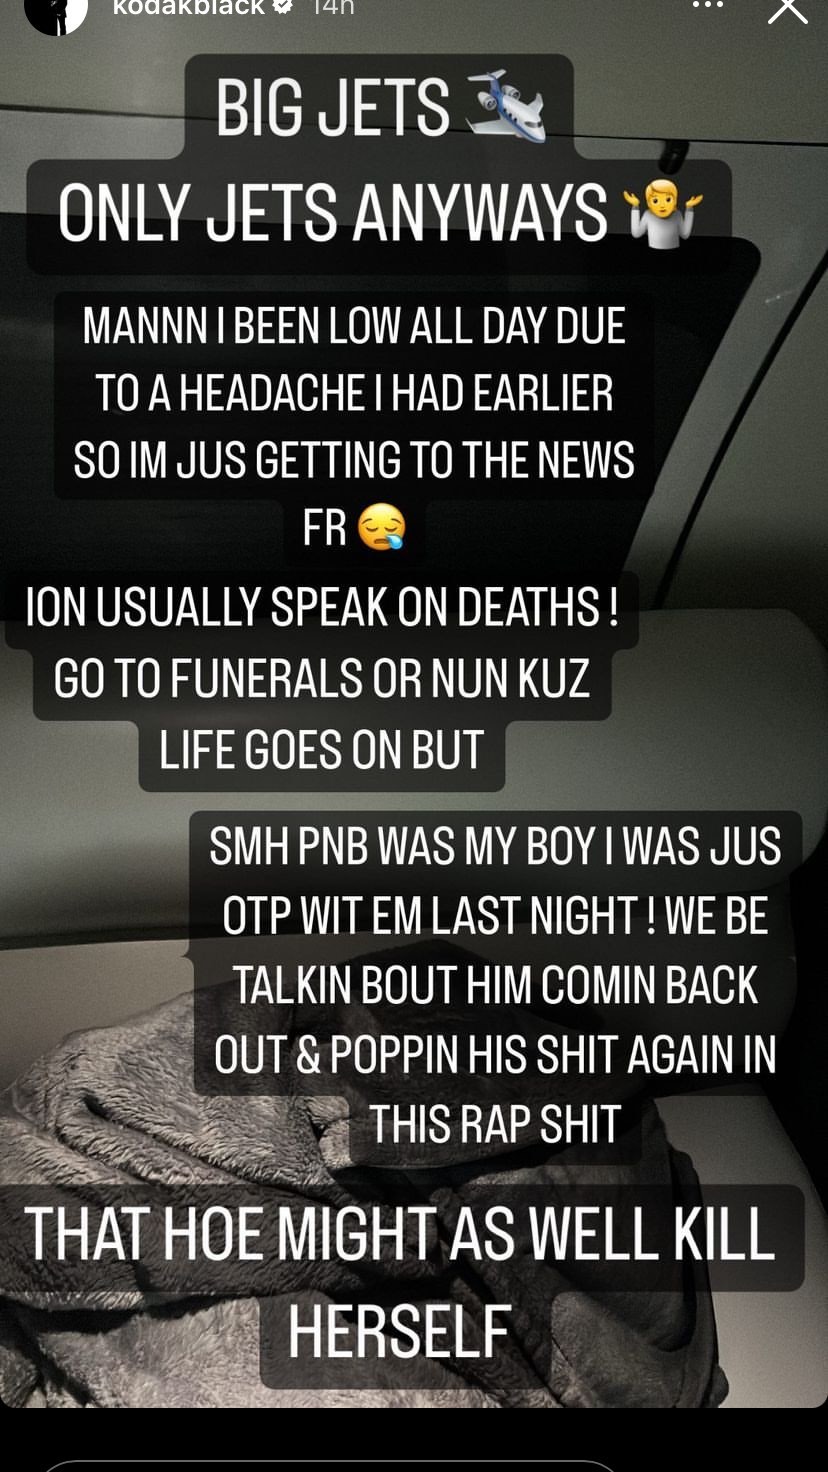 kodakblack 14h
BIG JETS 🛩️
ONLY JETS ANYWAYS 🤷
MANNN I BEEN LOW ALL DAY DUE
TO A HEADACHE I HAD EARLIER
SO IM JUS GETTING TO THE NEWS
FR 😪
ION USUALLY SPEAK ON DEATHS !
GO TO FUNERALS OR NUN KUZ
LIFE GOES ON BUT
SMH PNB WAS MY BOY I WAS JUS
OTP WIT EM LAST NIGHT ! WE BE
TALKIN BOUT HIM COMIN BACK
OUT & POPPIN HIS SHIT AGAIN IN
THIS RAP SHIT
THAT HOE MIGHT AS WELL KILL
HERSELF